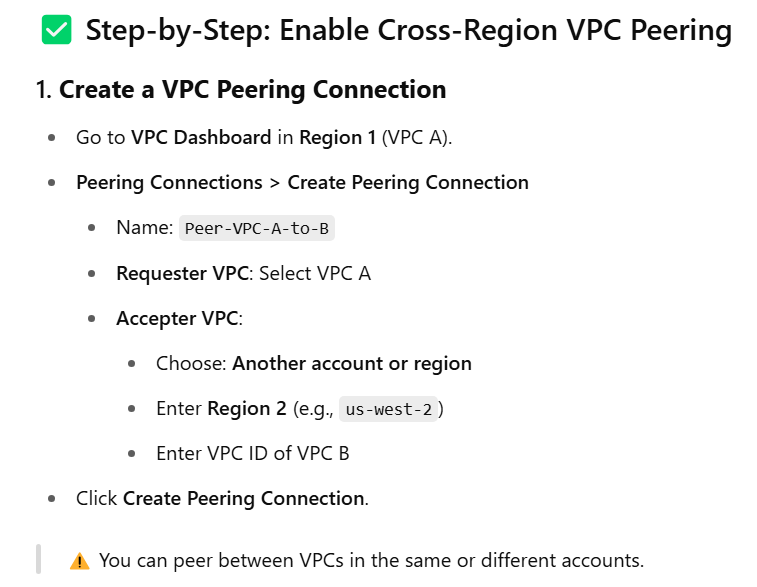 ✅ Step-by-Step: Enable Cross-Region VPC Peering
1. Create a VPC Peering Connection
• Go to VPC Dashboard in Region 1 (VPC A).
• Peering Connections > Create Peering Connection
• Name: Peer-VPC-A-to-B
• Requester VPC: Select VPC A
• Accepter VPC:
• Choose: Another account or region
• Enter Region 2 (e.g., us-west-2)
• Enter VPC ID of VPC B
• Click Create Peering Connection.
⚠️ You can peer between VPCs in the same or different accounts.